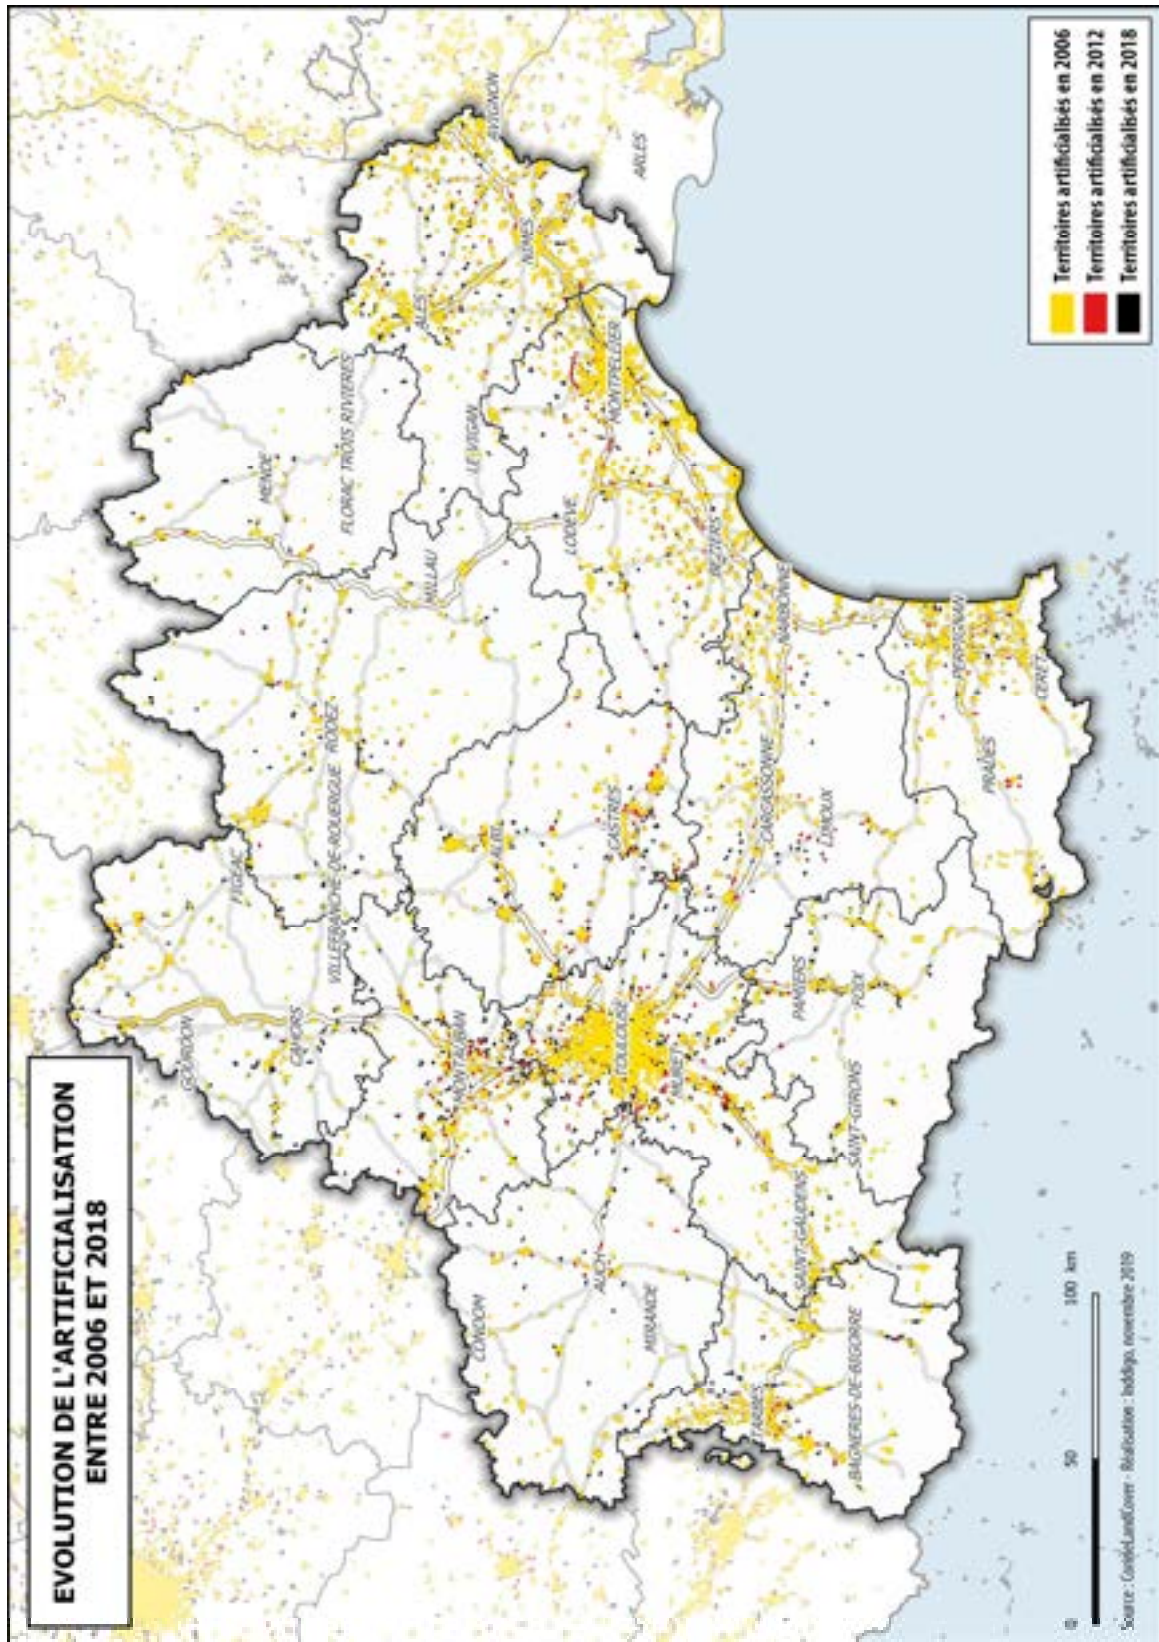 EVOLUTION DE L'ARTIFICIALISATION
ENTRE 2006 ET 2018
GOURDON
FIGEAC
CAHORS
VILLEFRANCHE-DE-ROUERGUE
RODEZ
MENDE
FLORAC TROIS RIVIERES
MILLAU
LE VIGAN
ALES
AVIGNON
NIMES
ARLES
MONTPELLIER
LODEVE
BEZIERS
MONTAUBAN
ALBI
CASTRES
TOULOUSE
MURET
CONDOM
AUCH
MIRANDE
TARBES
BAGNERES-DE-BIGORRE
SAINT-GAUDENS
SAINT-GIRONS
PAMIERS
FOIX
CARCASSONNE
LIMOUX
NARBONNE
PERPIGNAN
PRADES
CERET
Territoires artificialisés en 2006
Territoires artificialisés en 2012
Territoires artificialisés en 2018
0 50 100 km
Source : CorineLandCover - Réalisation : Inddigo, novembre 2019